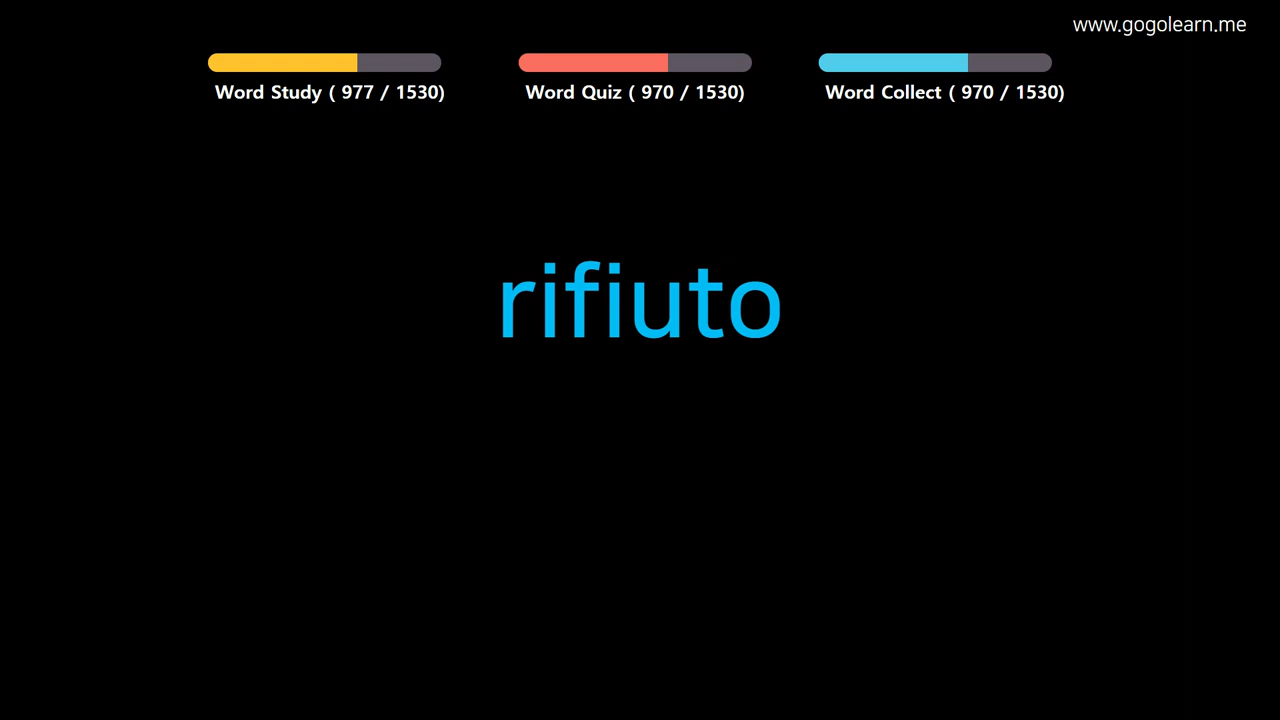 www.gogolearn.me
Word Study ( 977 / 1530)
Word Quiz ( 970 / 1530)
Word Collect ( 970 / 1530)
rifiuto